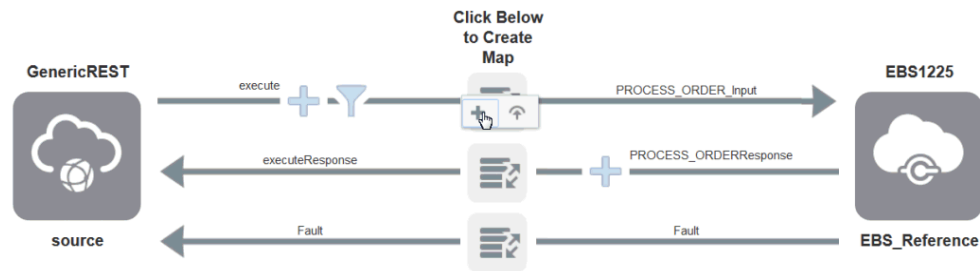 Click Below
to Create
Map
GenericREST
EBS1225
execute
PROCESS_ORDER_Input
executeResponse
PROCESS_ORDERResponse
Fault
Fault
source
EBS_Reference